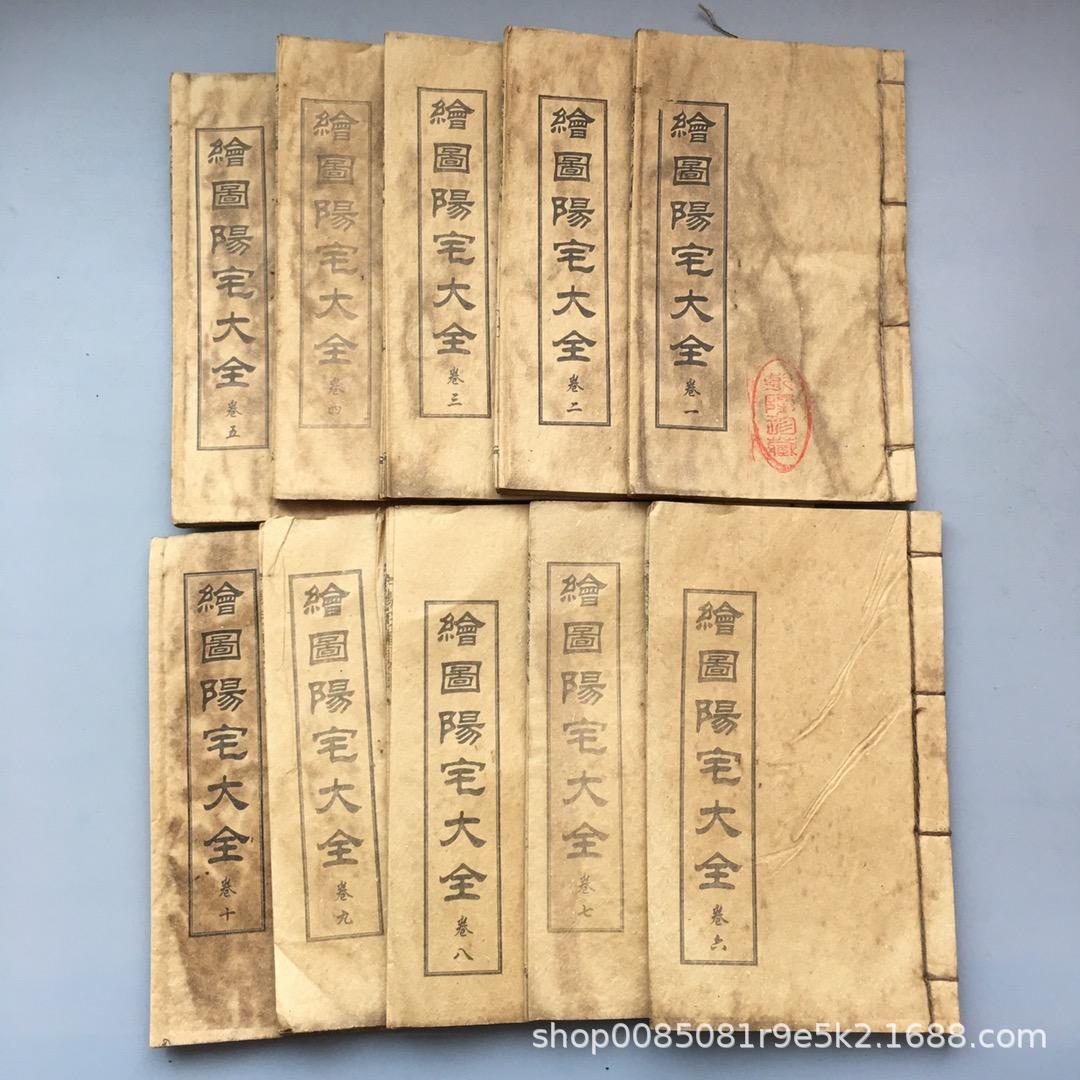 繪圖陽宅大全 卷一
繪圖陽宅大全 卷二
繪圖陽宅大全 卷三
繪圖陽宅大全 卷四
繪圖陽宅大全 卷五
繪圖陽宅大全 卷六
繪圖陽宅大全 卷七
繪圖陽宅大全 卷八
繪圖陽宅大全 卷九
繪圖陽宅大全 卷十
shop0085081r9e5k2.1688.com